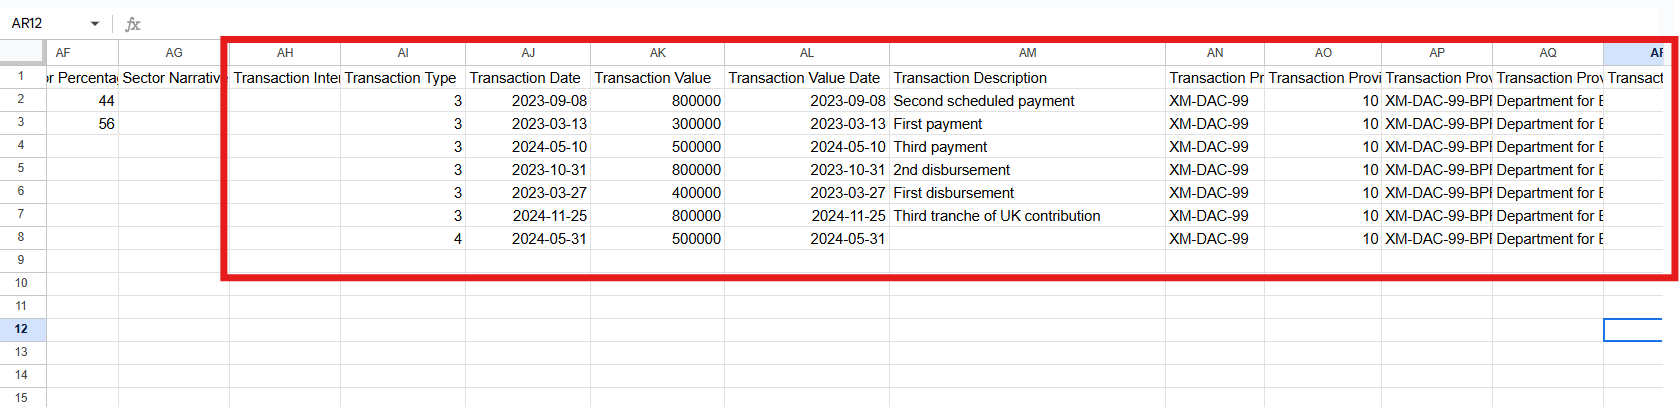 AR12 fx
AF AG AH AI AJ AK AL AM AN AO AP AQ
1 Percenta Sector Narrative Transaction Inter Transaction Type Transaction Date Transaction Value Transaction Value Date Transaction Description Transaction Pr Transaction Provi Transaction Prov Transaction Prov Transact
2 44 3 2023-09-08 800000 2023-09-08 Second scheduled payment XM-DAC-99 10 XM-DAC-99-BPI Department for E
3 56 3 2023-03-13 300000 2023-03-13 First payment XM-DAC-99 10 XM-DAC-99-BPI Department for E
4 3 2024-05-10 500000 2024-05-10 Third payment XM-DAC-99 10 XM-DAC-99-BPI Department for E
5 3 2023-10-31 800000 2023-10-31 2nd disbursement XM-DAC-99 10 XM-DAC-99-BPI Department for E
6 3 2023-03-27 400000 2023-03-27 First disbursement XM-DAC-99 10 XM-DAC-99-BPI Department for E
7 3 2024-11-25 800000 2024-11-25 Third tranche of UK contribution XM-DAC-99 10 XM-DAC-99-BPI Department for E
8 4 2024-05-31 500000 2024-05-31 XM-DAC-99 10 XM-DAC-99-BPI Department for E
9
10
11
12
13
14
15